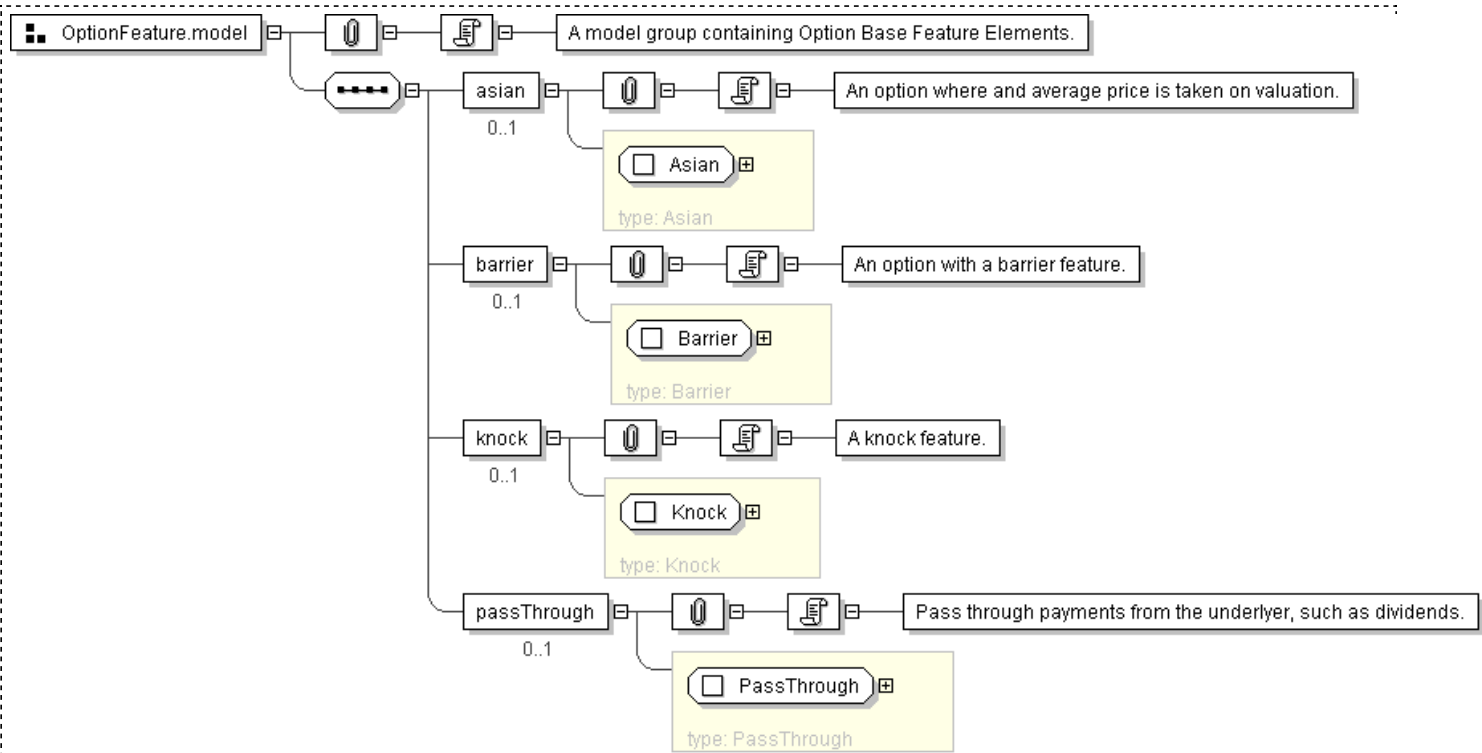 OptionFeature.model
A model group containing Option Base Feature Elements.
asian
An option where and average price is taken on valuation.
0..1
Asian
type: Asian
barrier
An option with a barrier feature.
0..1
Barrier
type: Barrier
knock
A knock feature.
0..1
Knock
type: Knock
passThrough
Pass through payments from the underlyer, such as dividends.
0..1
PassThrough
type: PassThrough